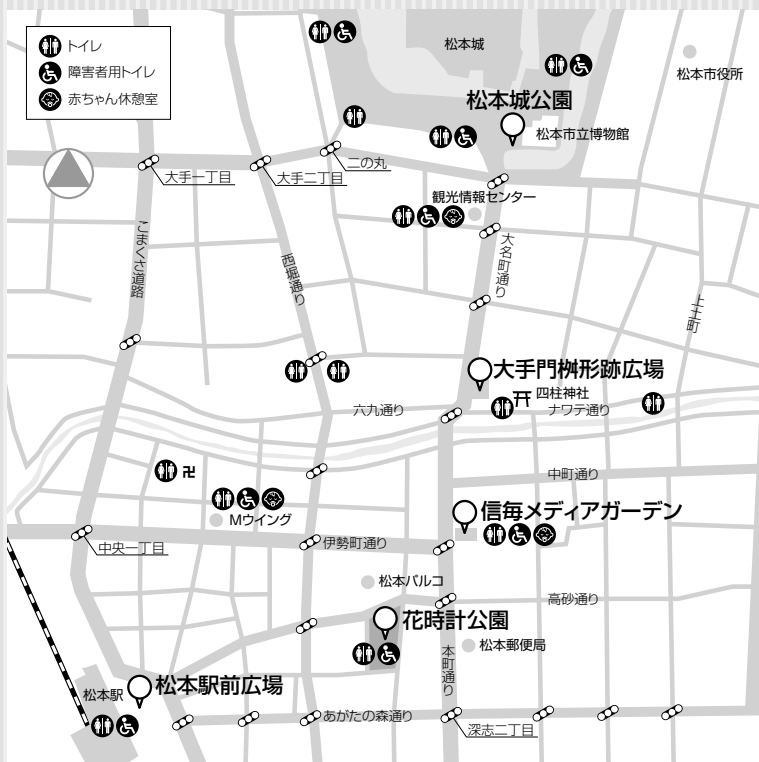 トイレ
障害者用トイレ
赤ちゃん休憩室
松本城
松本市役所
松本城公園
松本市立博物館
二の丸
大手一丁目
大手二丁目
観光情報センター
こまくさ道路
西堀通り
大名町通り
上土町
大手門桝形跡広場
四柱神社
六九通り
ナワテ通り
中町通り
Mウイング
信毎メディアガーデン
中央一丁目
伊勢町通り
松本パルコ
高砂通り
花時計公園
松本郵便局
本町通り
松本駅
松本駅前広場
あがたの森通り
深志二丁目